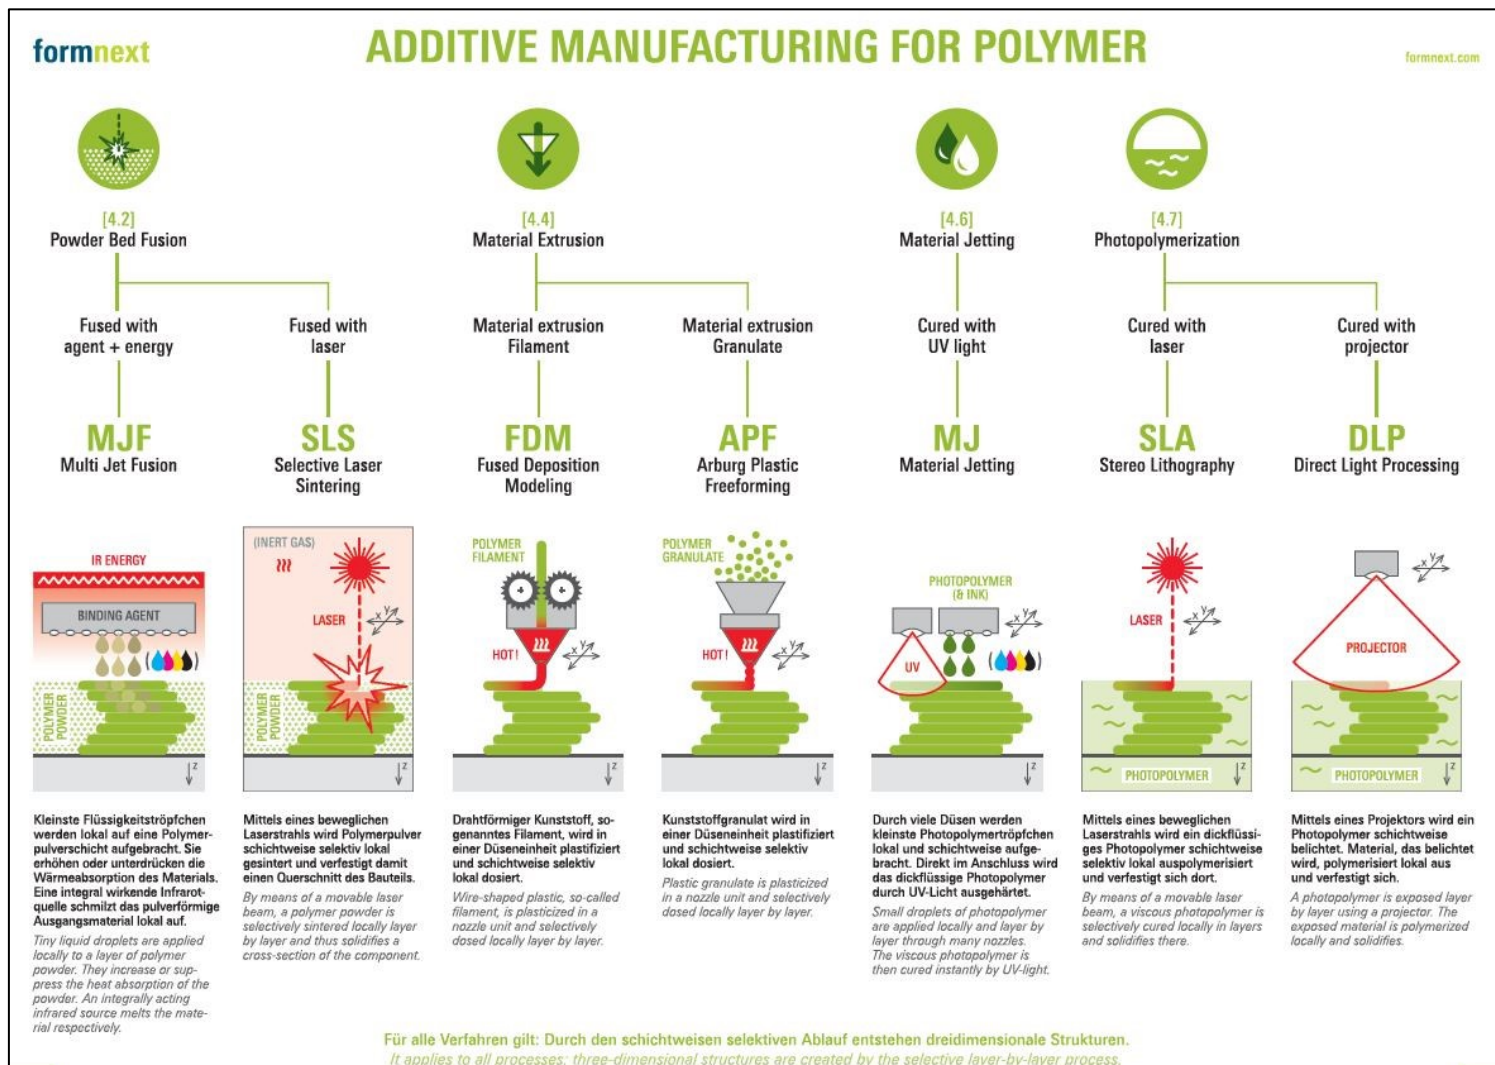 formnext
ADDITIVE MANUFACTURING FOR POLYMER
formnext.com
[4.2]
Powder Bed Fusion
[4.4]
Material Extrusion
[4.6]
Material Jetting
[4.7]
Photopolymerization
Fused with
agent + energy
Fused with
laser
Material extrusion
Filament
Material extrusion
Granulate
Cured with
UV light
Cured with
laser
Cured with
projector
MJF
Multi Jet Fusion
SLS
Selective Laser
Sintering
FDM
Fused Deposition
Modeling
APF
Arburg Plastic
Freeforming
MJ
Material Jetting
SLA
Stereo Lithography
DLP
Direct Light Processing
IR ENERGY
BINDING AGENT
POLYMER
POWDER
z
(INERT GAS)
LASER
x y
POLYMER
POWDER
z
POLYMER
FILAMENT
HOT!
x y
z
POLYMER
GRANULATE
HOT!
x y
z
PHOTOPOLYMER
(& INK)
x y
UV
z
LASER
x y
PHOTOPOLYMER
z
x y
PROJECTOR
PHOTOPOLYMER
z
Kleinste Flüssigkeitströpfchen
werden lokal auf eine Polymer-
pulverschicht aufgebracht. Sie
erhöhen oder unterdrücken die
Wärmeabsorption des Materials.
Eine integral wirkende Infrarot-
quelle schmilzt das pulverförmige
Ausgangsmaterial lokal auf.
Tiny liquid droplets are applied
locally to a layer of polymer
powder. They increase or sup-
press the heat absorption of the
powder. An integrally acting
infrared source melts the mate-
rial respectively.
Mittels eines beweglichen
Laserstrahls wird Polymerpulver
schichtweise selektiv lokal
gesintert und verfestigt damit
einen Querschnitt des Bauteils.
By means of a movable laser
beam, a polymer powder is
selectively sintered locally layer
by layer and thus solidifies a
cross-section of the component.
Drahtförmiger Kunststoff, so-
genanntes Filament, wird in
einer Düseneinheit plastifiziert
und schichtweise selektiv
lokal dosiert.
Wire-shaped plastic, so-called
filament, is plasticized in a
nozzle unit and selectively
dosed locally layer by layer.
Kunststoffgranulat wird in
einer Düseneinheit plastifiziert
und schichtweise selektiv
lokal dosiert.
Plastic granulate is plasticized
in a nozzle unit and selectively
dosed locally layer by layer.
Durch viele Düsen werden
kleinste Photopolymertröpfchen
lokal und schichtweise aufge-
bracht. Direkt im Anschluss wird
das dickflüssige Photopolymer
durch UV-Licht ausgehärtet.
Small droplets of photopolymer
are applied locally and layer by
layer through many nozzles.
The viscous photopolymer is
then cured instantly by UV-light.
Mittels eines beweglichen
Laserstrahls wird ein dickflüssi-
ges Photopolymer schichtweise
selektiv lokal auspolymerisiert
und verfestigt sich dort.
By means of a movable laser
beam, a viscous photopolymer is
selectively cured locally in layers
and solidifies there.
Mittels eines Projektors wird ein
Photopolymer schichtweise
belichtet. Material, das belichtet
wird, polymerisiert lokal aus
und verfestigt sich.
A photopolymer is exposed layer
by layer using a projector. The
exposed material is polymerized
locally and solidifies.
Für alle Verfahren gilt: Durch den schichtweisen selektiven Ablauf entstehen dreidimensionale Strukturen.
It applies to all processes: three-dimensional structures are created by the selective layer-by-layer process.